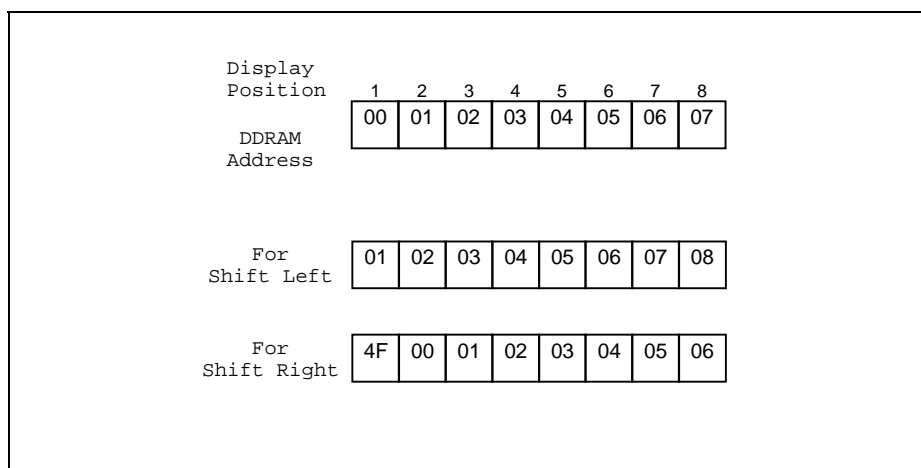 Display
Position 1 2 3 4 5 6 7 8
00 01 02 03 04 05 06 07
DDRAM
Address
For
Shift Left 01 02 03 04 05 06 07 08
For
Shift Right 4F 00 01 02 03 04 05 06